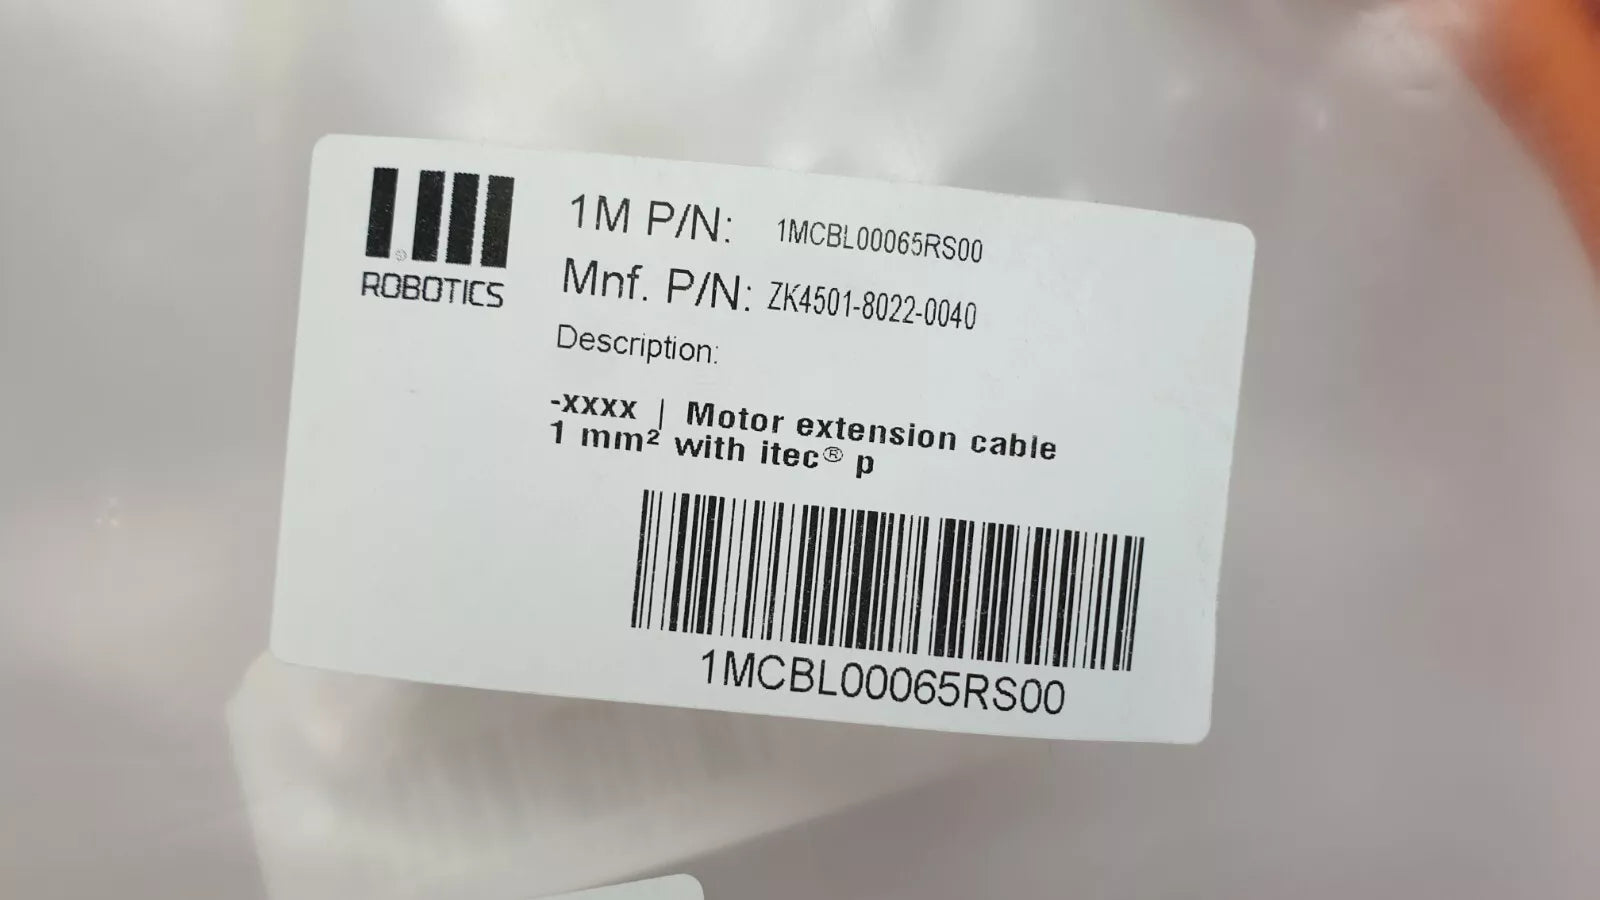 ROBOTICS
1M P/N: 1MCBL00065RS00
Mnf. P/N: ZK4501-8022-0040
Description:
-xxxx | Motor extension cable
1 mm² with itec® p
1MCBL00065RS00